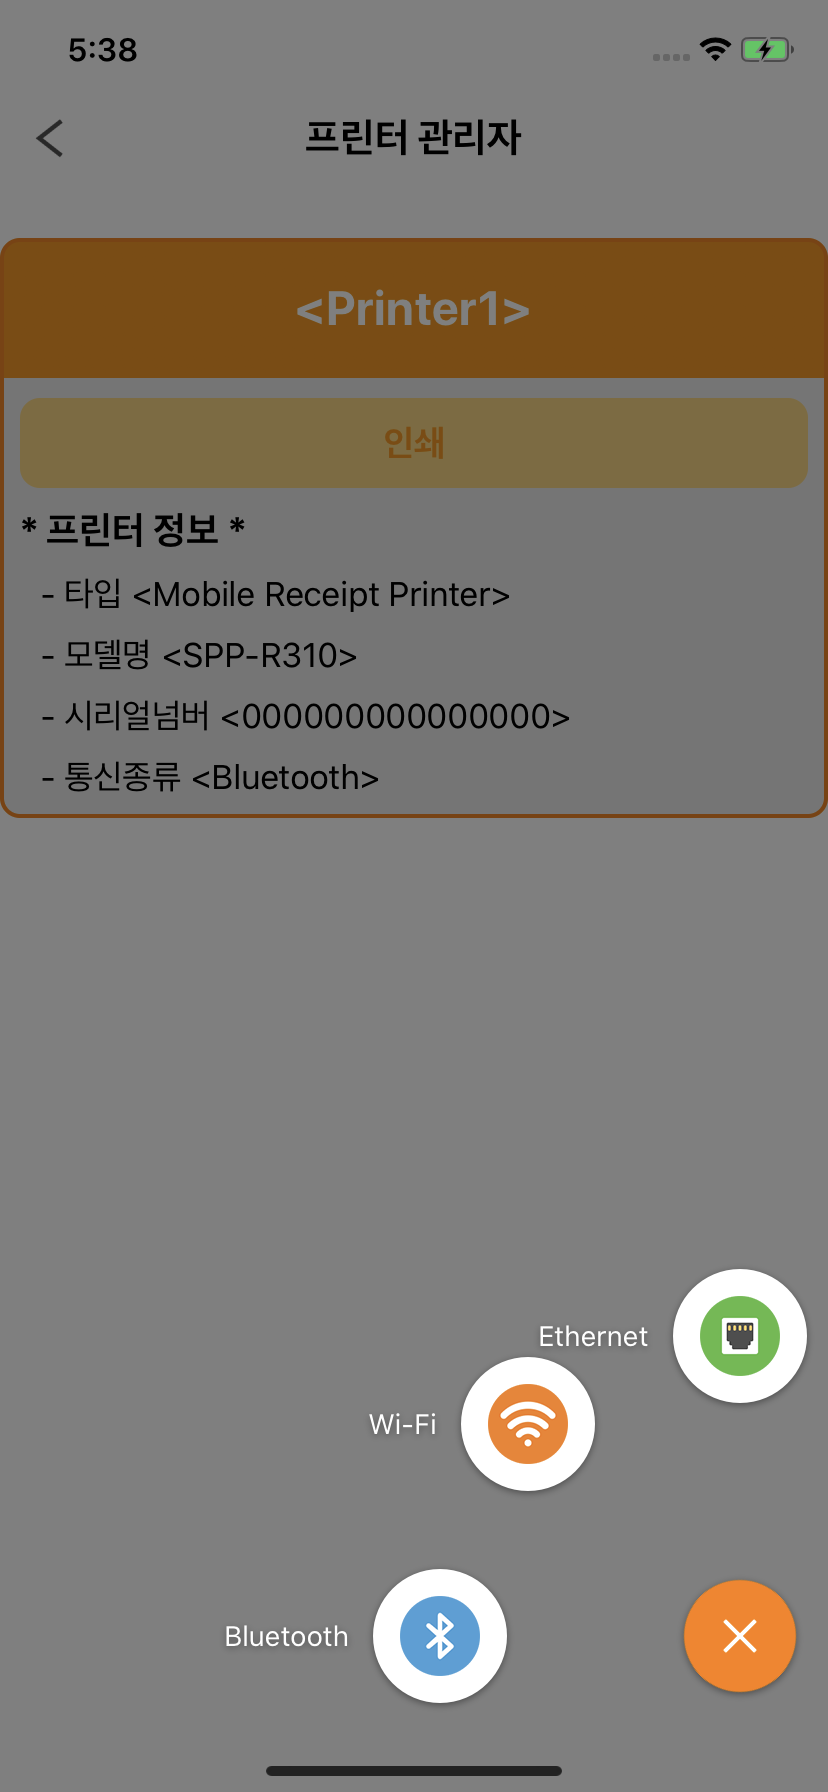 5:38
프린터 관리자
<Printer1>
인쇄
* 프린터 정보 *
- 타입 <Mobile Receipt Printer>
- 모델명 <SPP-R310>
- 시리얼넘버 <000000000000000>
- 통신종류 <Bluetooth>
Ethernet
Wi-Fi
Bluetooth